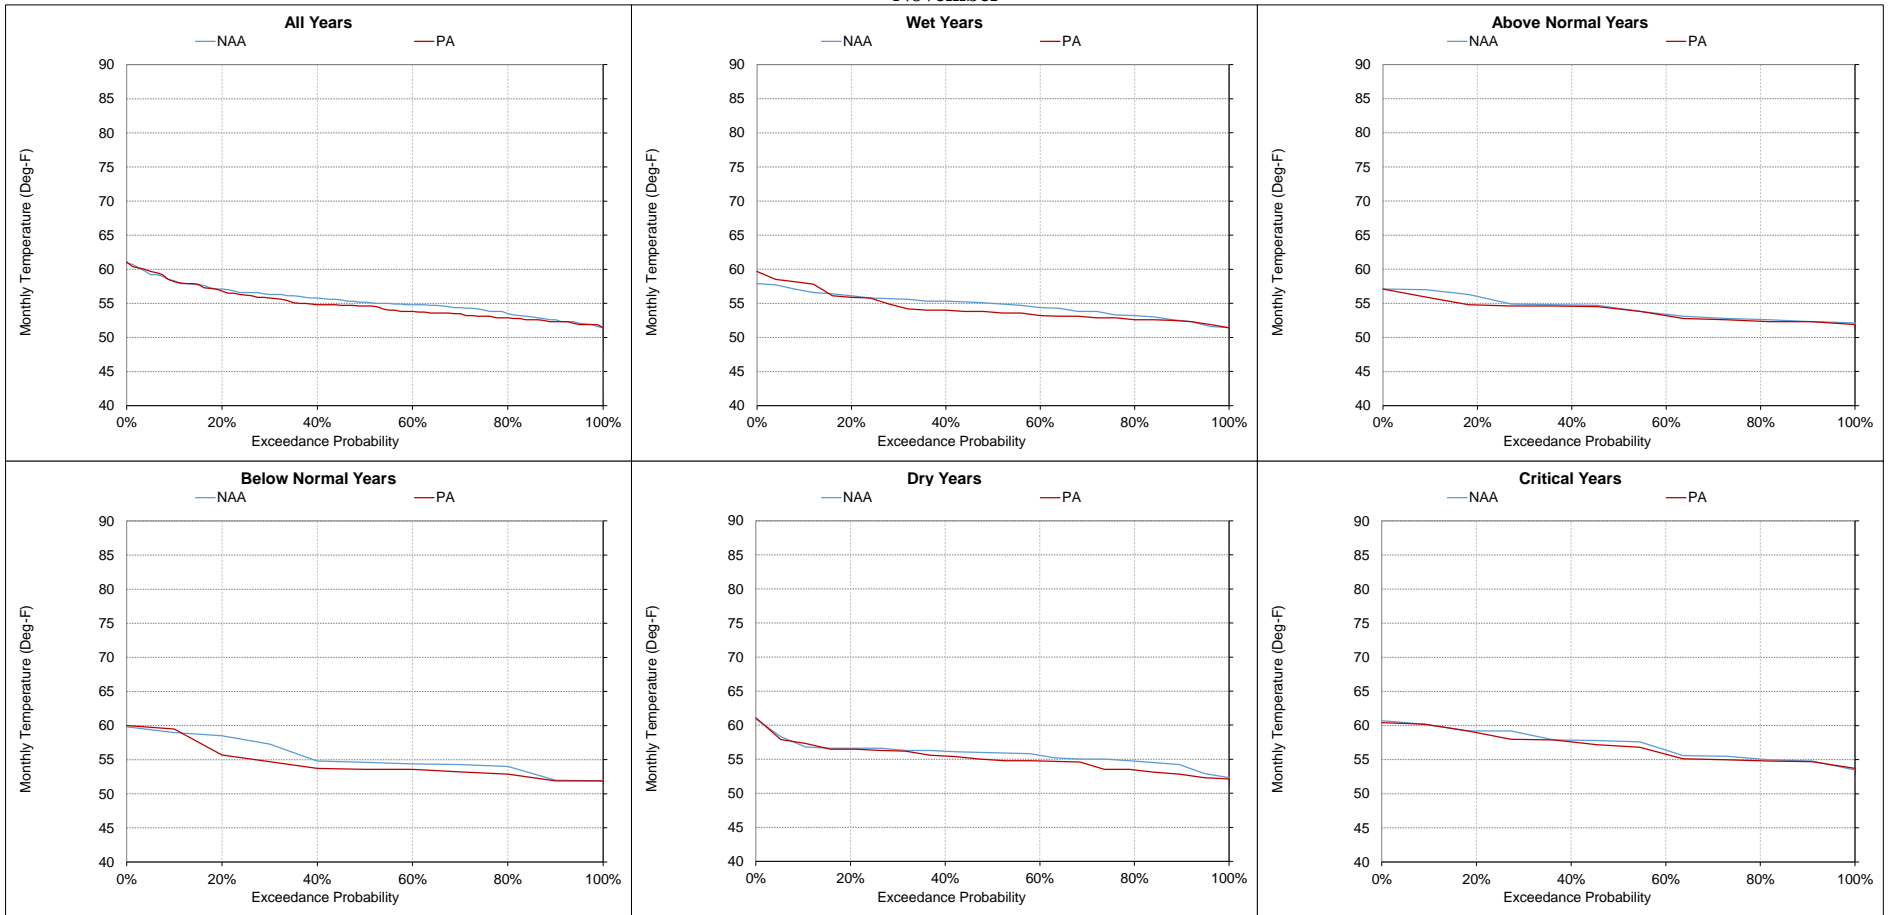 All Years
NAA PA
Monthly Temperature (Deg-F)
90
85
80
75
70
65
60
55
50
45
40
0% 20% 40% 60% 80% 100%
Exceedance Probability
Wet Years
NAA PA
Monthly Temperature (Deg-F)
90
85
80
75
70
65
60
55
50
45
40
0% 20% 40% 60% 80% 100%
Exceedance Probability
Above Normal Years
NAA PA
Monthly Temperature (Deg-F)
90
85
80
75
70
65
60
55
50
45
40
0% 20% 40% 60% 80% 100%
Exceedance Probability
Below Normal Years
NAA PA
Monthly Temperature (Deg-F)
90
85
80
75
70
65
60
55
50
45
40
0% 20% 40% 60% 80% 100%
Exceedance Probability
Dry Years
NAA PA
Monthly Temperature (Deg-F)
90
85
80
75
70
65
60
55
50
45
40
0% 20% 40% 60% 80% 100%
Exceedance Probability
Critical Years
NAA PA
Monthly Temperature (Deg-F)
90
85
80
75
70
65
60
55
50
45
40
0% 20% 40% 60% 80% 100%
Exceedance Probability